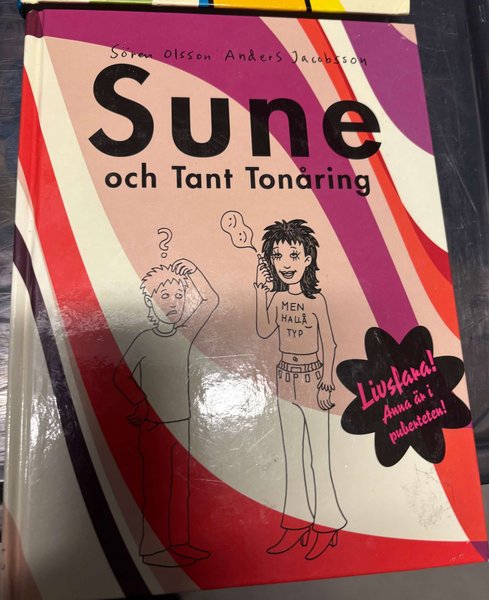 Sören Olsson Anders Jacobsson
Sune
och Tant Tonåring
?
MEN
HALLÅ
TYP
Livsfara!
Anna är i
puberteten!